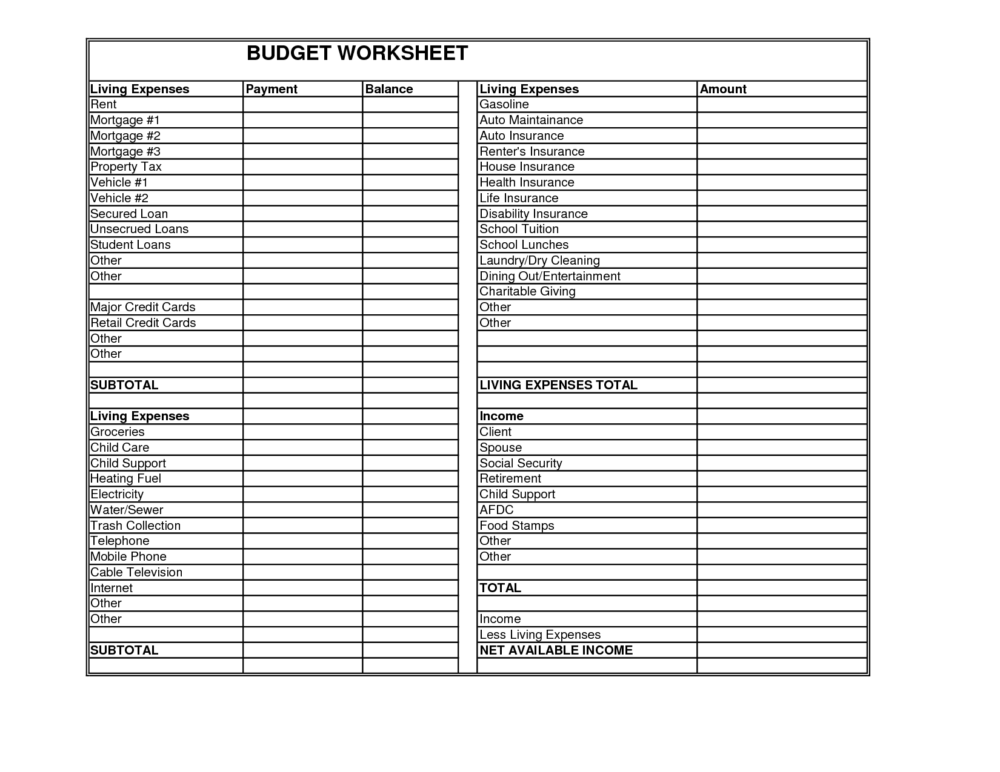 BUDGET WORKSHEET
Living Expenses Payment Balance Living Expenses Amount
Rent Gasoline
Mortgage #1 Auto Maintainance
Mortgage #2 Auto Insurance
Mortgage #3 Renter's Insurance
Property Tax House Insurance
Vehicle #1 Health Insurance
Vehicle #2 Life Insurance
Secured Loan Disability Insurance
Unsecrued Loans School Tuition
Student Loans School Lunches
Other Laundry/Dry Cleaning
Other Dining Out/Entertainment
Charitable Giving
Major Credit Cards Other
Retail Credit Cards Other
Other
Other
SUBTOTAL LIVING EXPENSES TOTAL
Living Expenses Income
Groceries Client
Child Care Spouse
Child Support Social Security
Heating Fuel Retirement
Electricity Child Support
Water/Sewer AFDC
Trash Collection Food Stamps
Telephone Other
Mobile Phone Other
Cable Television
Internet TOTAL
Other
Other Income
Less Living Expenses
SUBTOTAL NET AVAILABLE INCOME